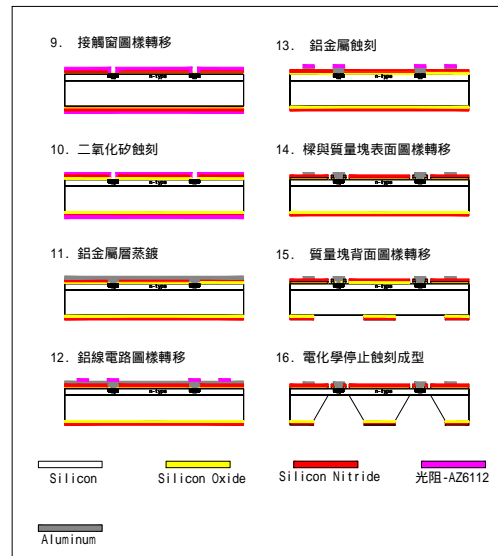 9. 接觸窗圖樣轉移
n-type
10. 二氧化矽蝕刻
n-type
11. 鋁金屬層蒸鍍
n-type
12. 鋁線電路圖樣轉移
n-type
13. 鋁金屬蝕刻
n-type
14. 樑與質量塊表面圖樣轉移
n-type
15. 質量塊背面圖樣轉移
n-type
16. 電化學停止蝕刻成型
n-type
Silicon
Silicon Oxide
Silicon Nitride
光阻-AZ6112
Aluminum